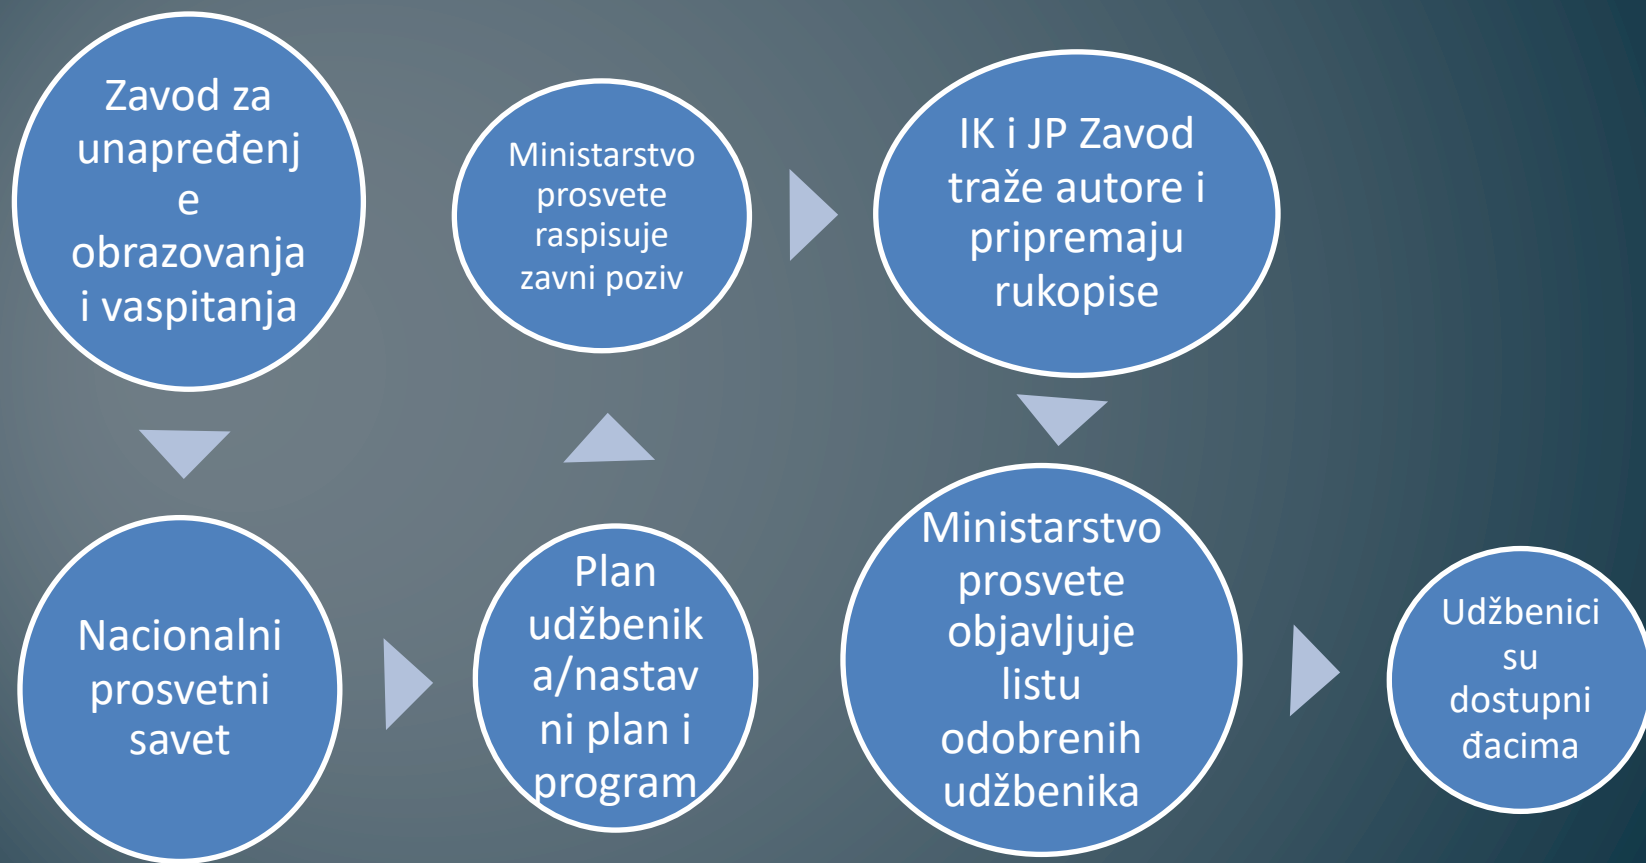 Zavod za
unapređenj
e
obrazovanja
i vaspitanja
Nacionalni
prosvetni
savet
Plan
udžbenik
a/nastav
ni plan i
program
Ministarstvo
prosvete
raspisuje
zavni poziv
IK i JP Zavod
traže autore i
pripremaju
rukopise
Ministarstvo
prosvete
objavljuje
listu
odobrenih
udžbenika
Udžbenici
su
dostupni
đacima